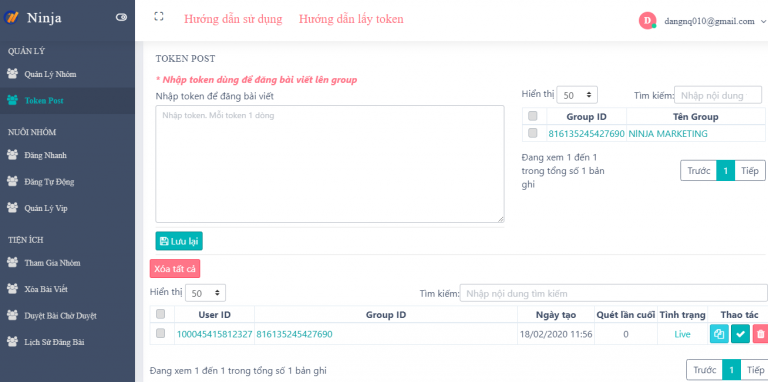 Ninja
Hướng dẫn sử dụng
Hướng dẫn lấy token
D
dangnq010@gmail.com
QUẢN LÝ
Quản Lý Nhóm
Token Post
NUÔI NHÓM
Đăng Nhanh
Đăng Tự Động
Quản Lý Vip
TIỆN ÍCH
Tham Gia Nhóm
Xóa Bài Viết
Duyệt Bài Chờ Duyệt
Lịch Sử Đăng Bài
TOKEN POST
* Nhập token dùng để đăng bài viết lên group
Nhập token để đăng bài viết
Nhập token. Mỗi token 1 dòng
Lưu lại
Hiển thị 50
Tìm kiếm: Nhập nội dung
Group ID Tên Group
816135245427690 NINJA MARKETING
Đang xem 1 đến 1
trong tổng số 1 bản
ghi
Trước 1 Tiếp
Xóa tất cả
Hiển thị 50
Tìm kiếm: Nhập nội dung tìm kiếm
User ID Group ID Ngày tạo Quét lần cuối Tình trạng Thao tác
100045415812327 816135245427690 18/02/2020 11:56 0 Live
Đang xem 1 đến 1 trong tổng số 1 bản ghi
Trước 1 Tiếp